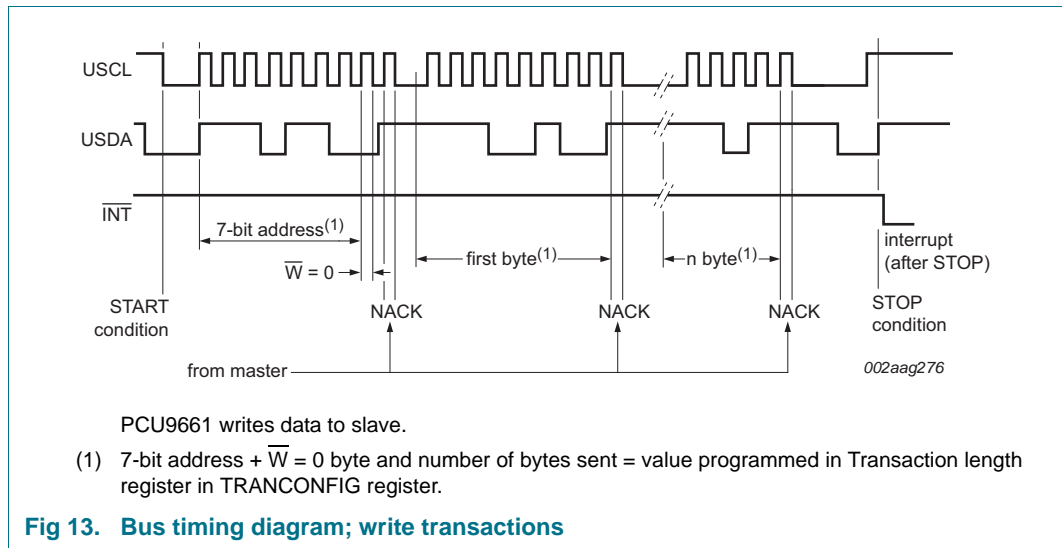 USCL
USDA
INT
7-bit address(1)
W = 0
first byte(1)
n byte(1)
interrupt
(after STOP)
START
condition
NACK
NACK
NACK
STOP
condition
from master
002aag276
PCU9661 writes data to slave.
(1) 7-bit address + W = 0 byte and number of bytes sent = value programmed in Transaction length
register in TRANCONFIG register.
Fig 13. Bus timing diagram; write transactions